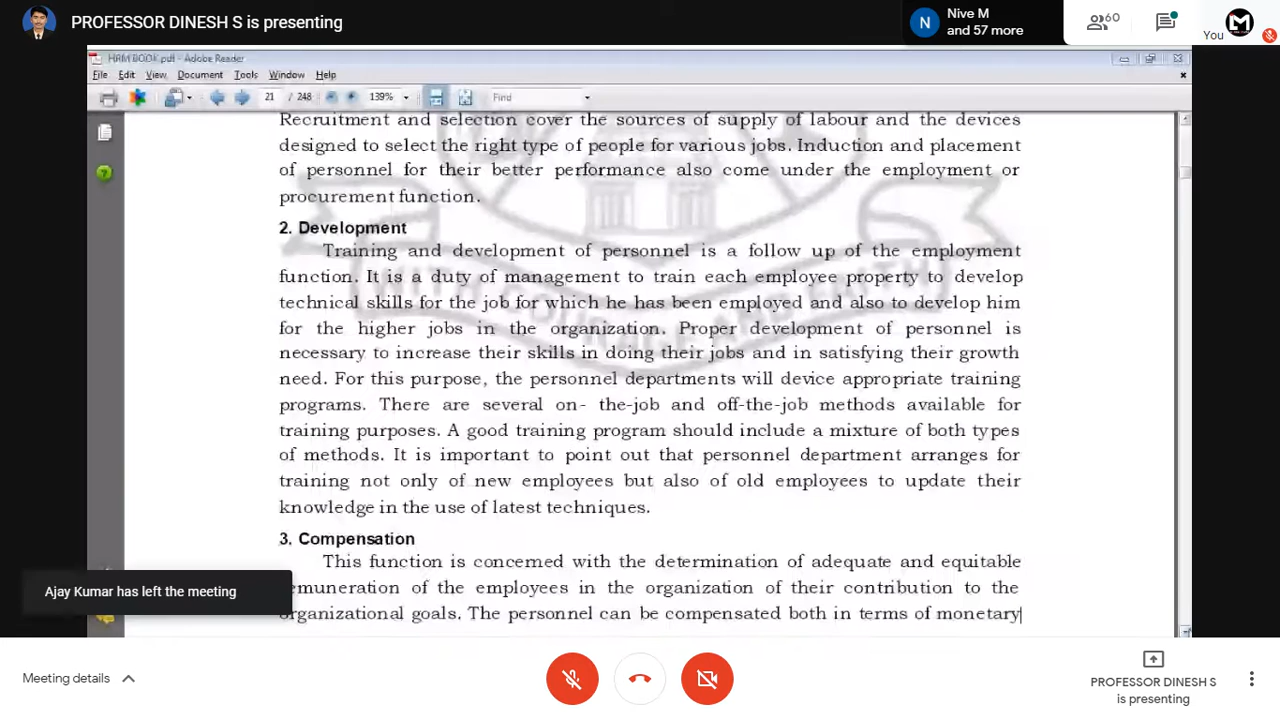 PROFESSOR DINESH S is presenting
N
Nive M
and 57 more
60
You
HRM BOOK.pdf - Adobe Reader
File Edit View Document Tools Window Help
21 / 248 139% Find
Recruitment and selection cover the sources of supply of labour and the devices
designed to select the right type of people for various jobs. Induction and placement
of personnel for their better performance also come under the employment or
procurement function.
2. Development
Training and development of personnel is a follow up of the employment
function. It is a duty of management to train each employee property to develop
technical skills for the job for which he has been employed and also to develop him
for the higher jobs in the organization. Proper development of personnel is
necessary to increase their skills in doing their jobs and in satisfying their growth
need. For this purpose, the personnel departments will device appropriate training
programs. There are several on- the-job and off-the-job methods available for
training purposes. A good training program should include a mixture of both types
of methods. It is important to point out that personnel department arranges for
training not only of new employees but also of old employees to update their
knowledge in the use of latest techniques.
3. Compensation
This function is concerned with the determination of adequate and equitable
emuneration of the employees in the organization of their contribution to the
organizational goals. The personnel can be compensated both in terms of monetary
Ajay Kumar has left the meeting
Meeting details
PROFESSOR DINESH S
is presenting